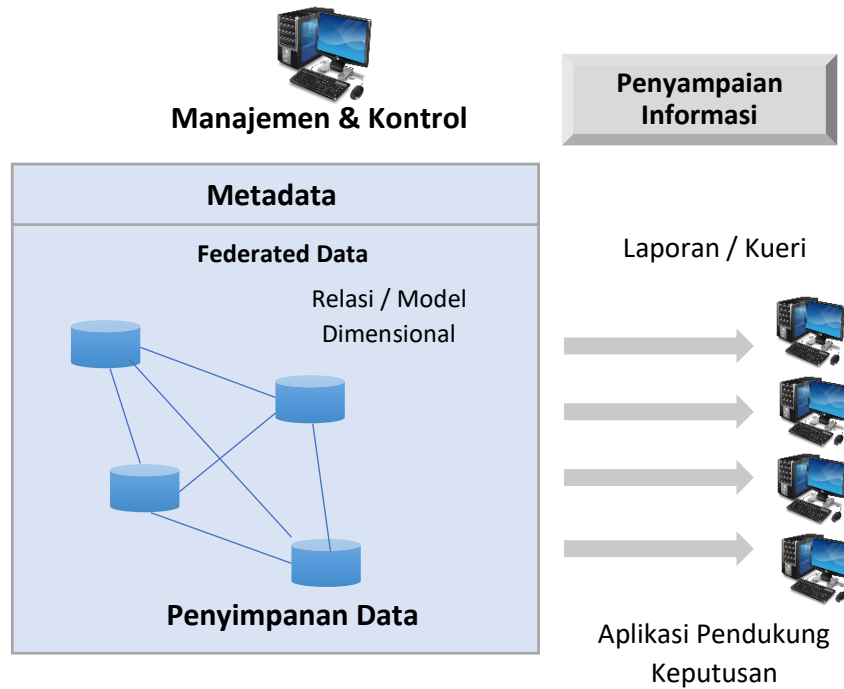 Manajemen & Kontrol
Penyampaian
Informasi
Metadata
Federated Data
Relasi / Model
Dimensional
Penyimpanan Data
Laporan / Kueri
Aplikasi Pendukung
Keputusan